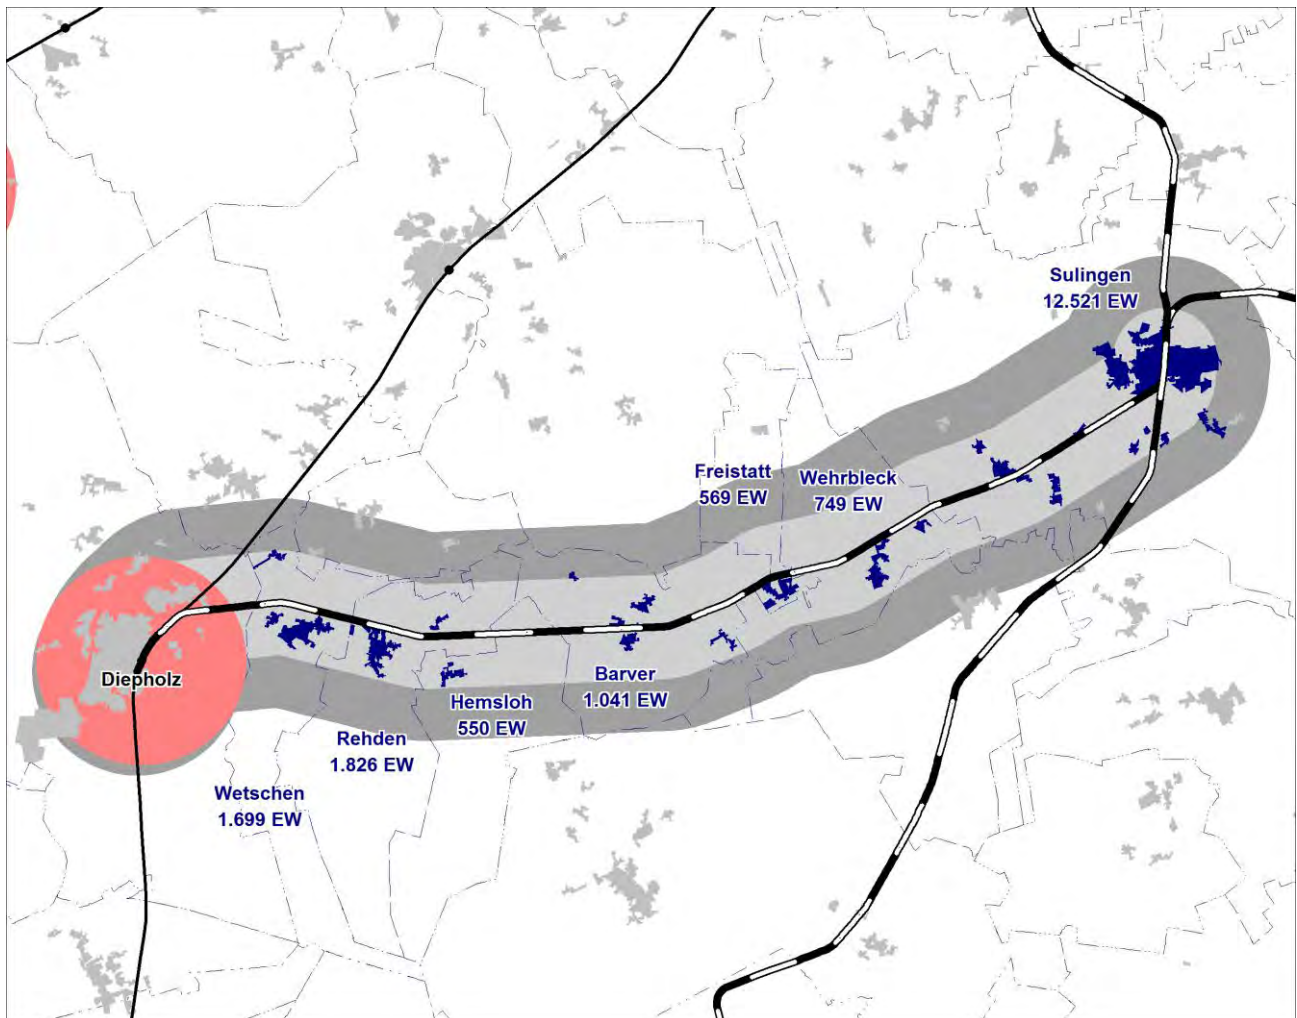 Sulingen
12.521 EW
Freistatt
569 EW
Wehrbleck
749 EW
Diepholz
Barver
1.041 EW
Hemsloh
550 EW
Rehden
1.826 EW
Wetschen
1.699 EW